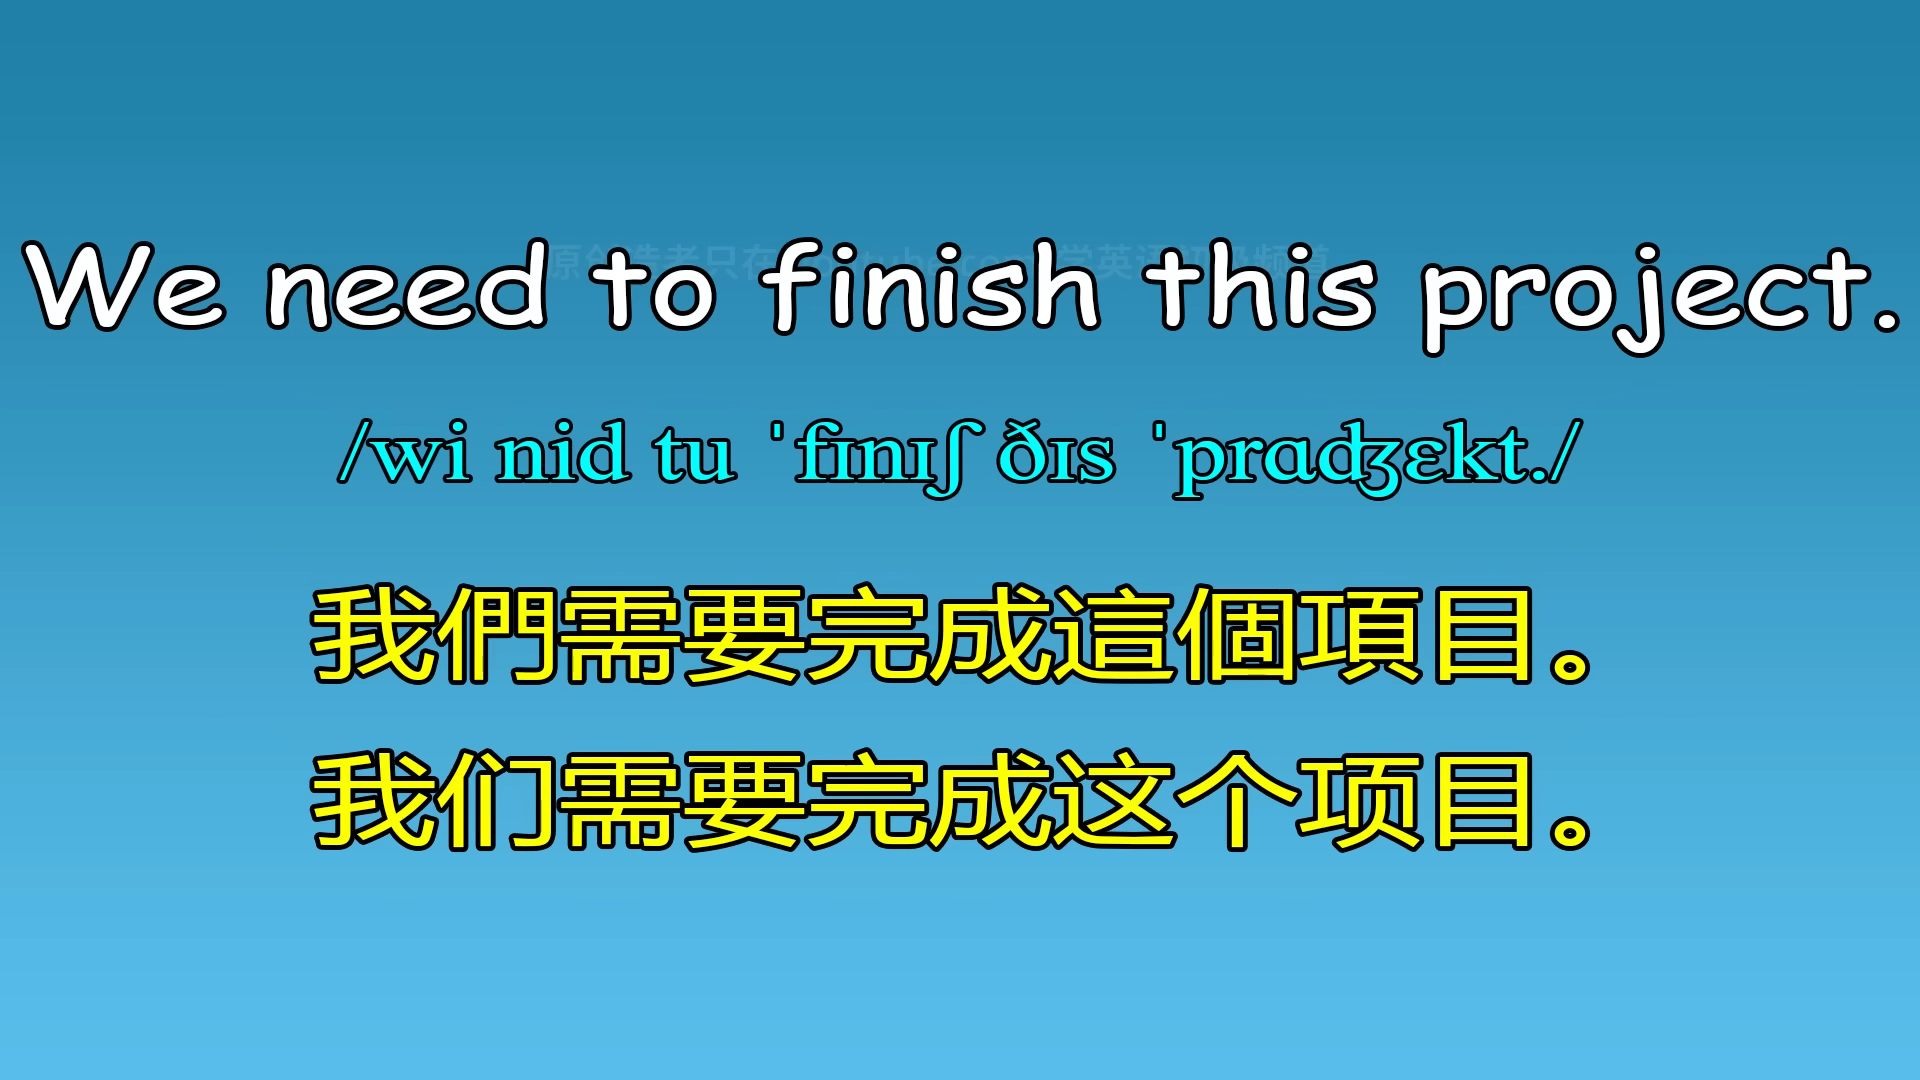 We need to finish this project.
/wi nid tu ˈfɪnɪʃ ðɪs ˈprɑʤɛkt./
我們需要完成這個項目。
我们需要完成这个项目。